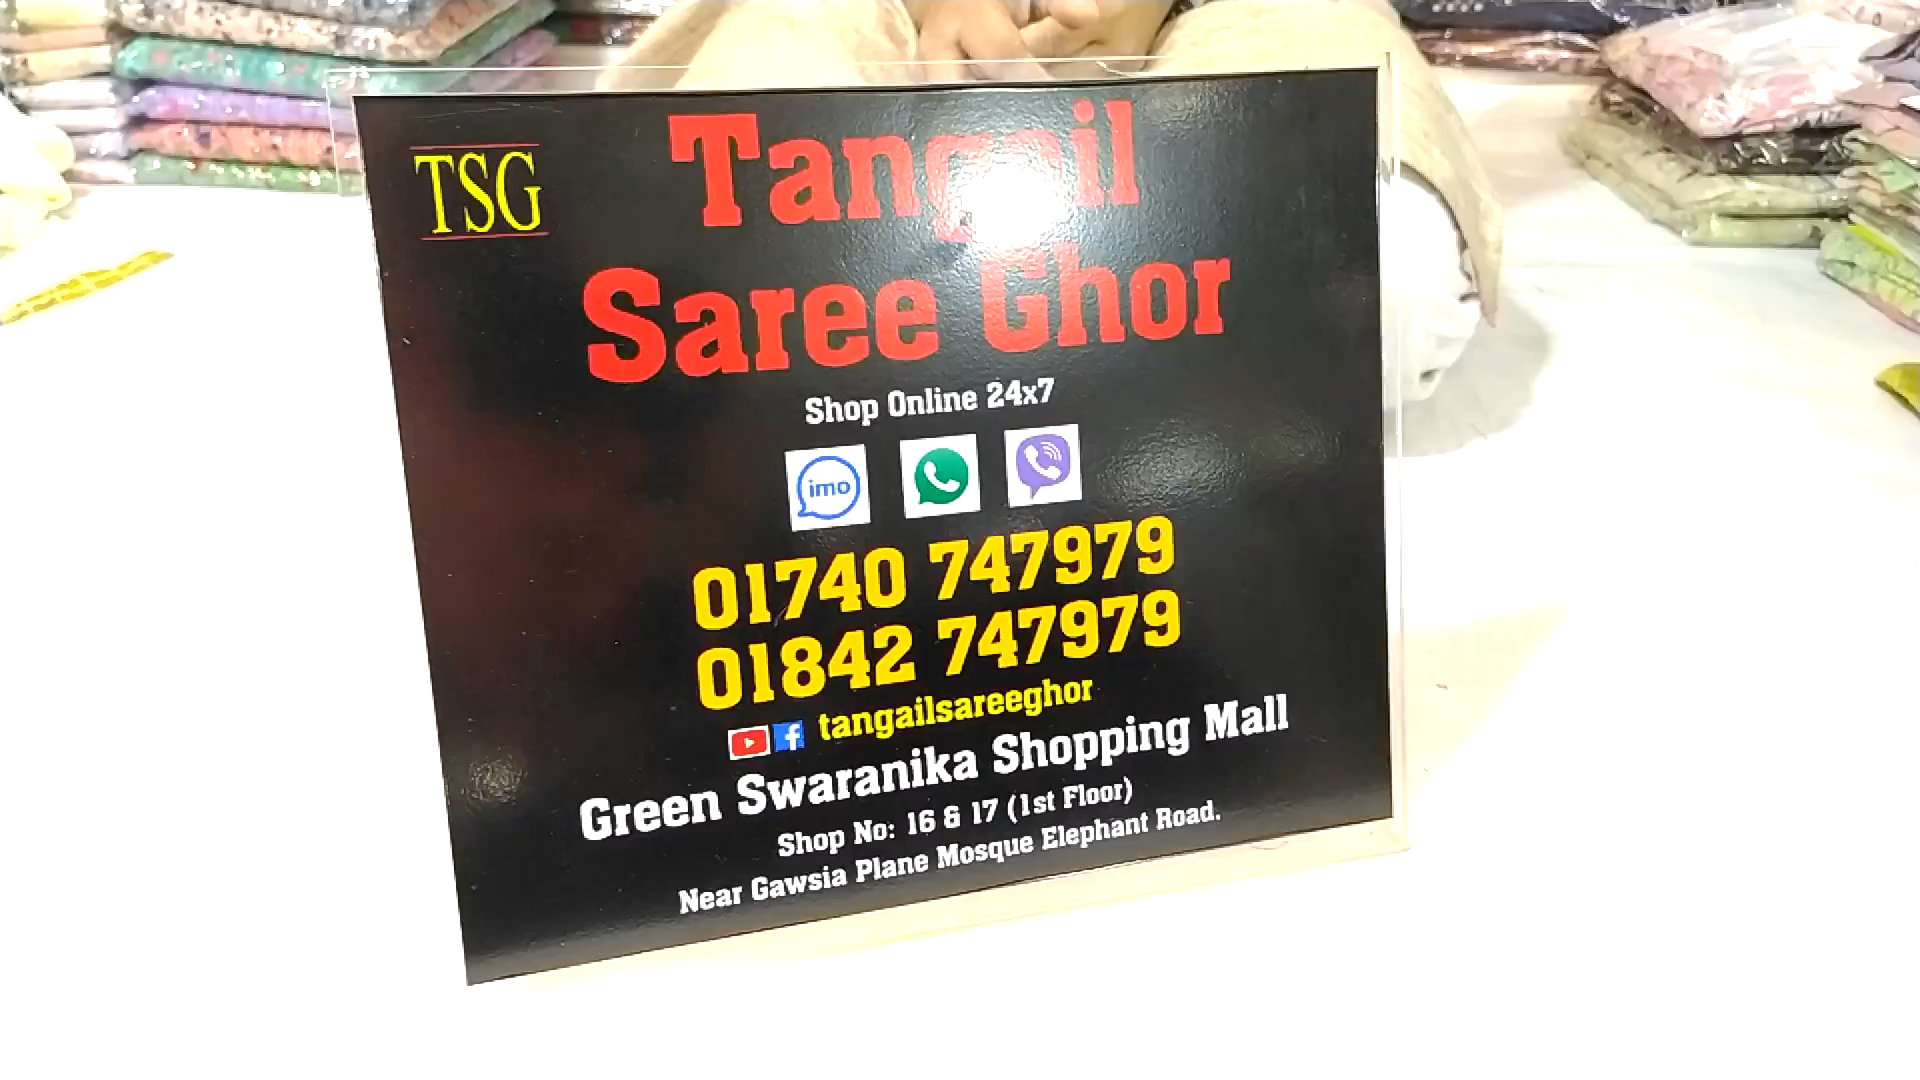 TSG
Tangail
Saree Ghor
Shop Online 24x7
imo
01740 747979
01842 747979
f tangailsareeghor
Green Swaranika Shopping Mall
Shop No: 16 & 17 (1st Floor)
Near Gawsia Plane Mosque Elephant Road.